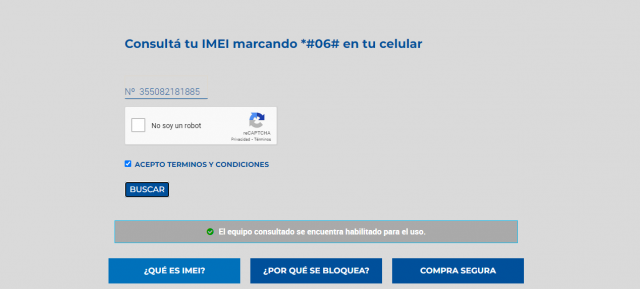 Consultá tu IMEI marcando *#06# en tu celular
Nº 355082181885
No soy un robot
reCAPTCHA
Privacidad - Términos
ACEPTO TERMINOS Y CONDICIONES
BUSCAR
El equipo consultado se encuentra habilitado para el uso.
¿QUÉ ES IMEI?
¿POR QUÉ SE BLOQUEA?
COMPRA SEGURA